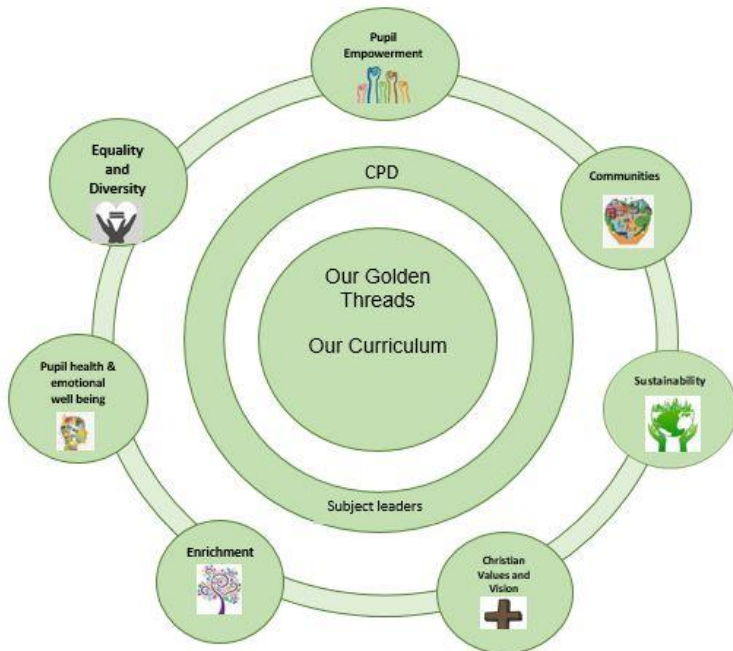 Pupil
Empowerment
Communities
Sustainability
Christian
Values and
Vision
Enrichment
Pupil health &
emotional
well being
Equality
and
Diversity
CPD
Our Golden
Threads
Our Curriculum
Subject leaders